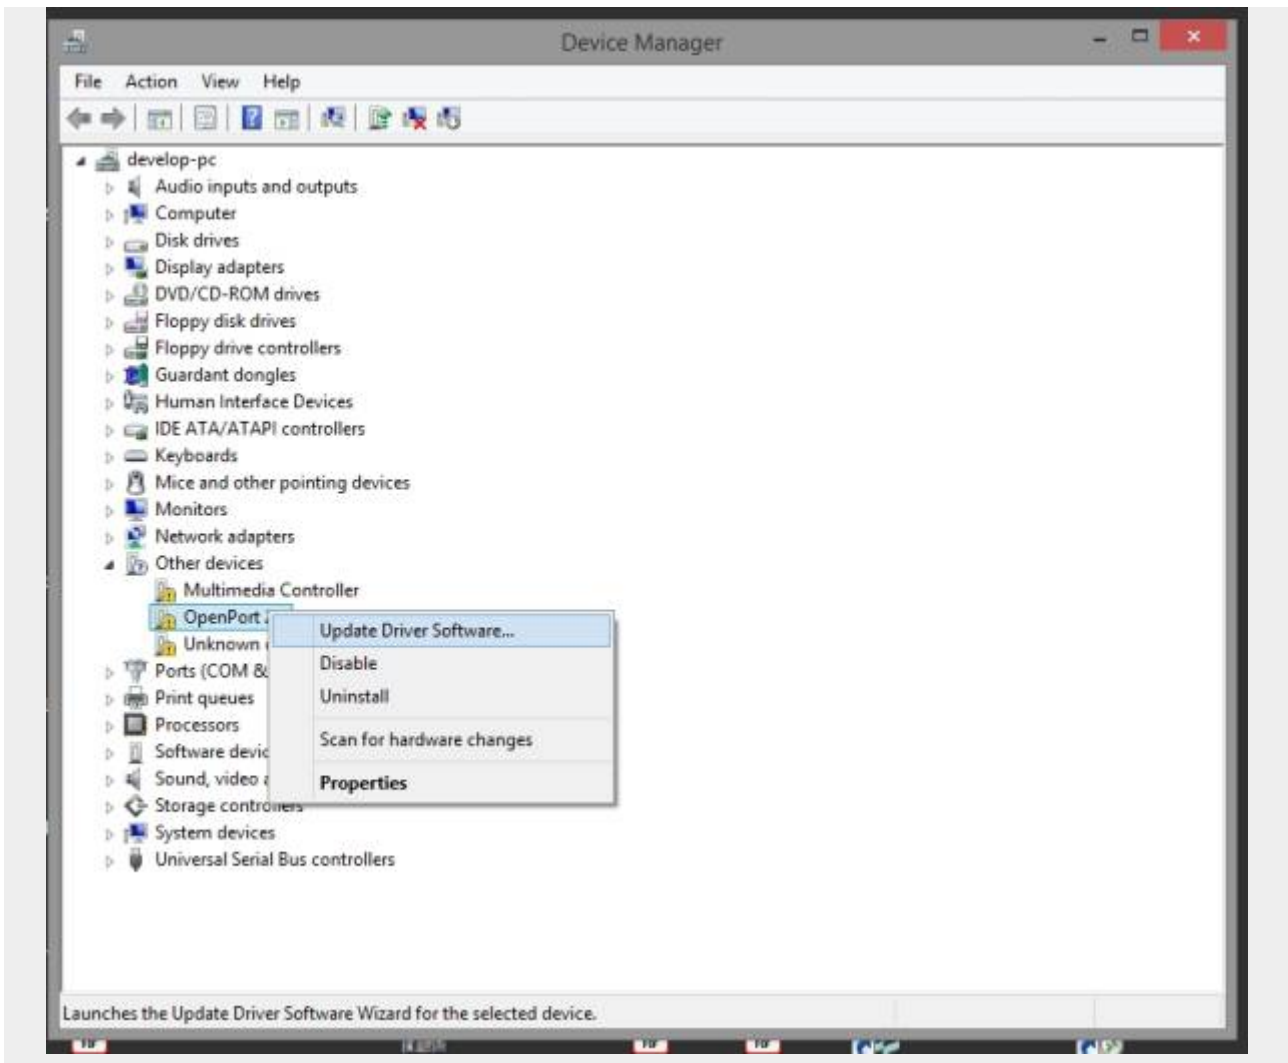 Device Manager
File Action View Help
develop-pc
Audio inputs and outputs
Computer
Disk drives
Display adapters
DVD/CD-ROM drives
Floppy disk drives
Floppy drive controllers
Guardant dongles
Human Interface Devices
IDE ATA/ATAPI controllers
Keyboards
Mice and other pointing devices
Monitors
Network adapters
Other devices
Multimedia Controller
OpenPort
Update Driver Software...
Unknown
Disable
Ports (COM &
Print queues
Uninstall
Processors
Scan for hardware changes
Software devic
Sound, video
Properties
Storage controllers
System devices
Universal Serial Bus controllers
Launches the Update Driver Software Wizard for the selected device.